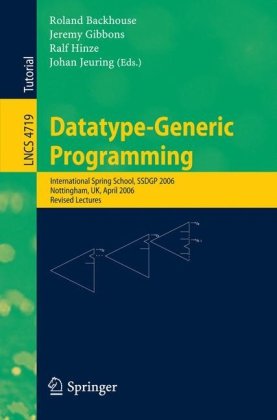 Roland Backhouse
Jeremy Gibbons
Ralf Hinze
Johan Jeuring (Eds.)
LNCS 4719
Tutorial
Datatype-Generic
Programming
International Spring School, SSDGP 2006
Nottingham, UK, April 2006
Revised Lectures
Springer